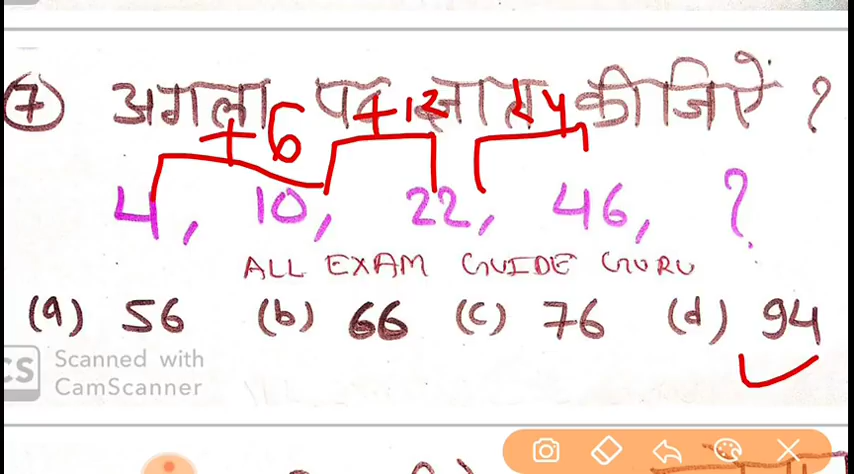 (7) अगला पद ज्ञात कीजिऐं ?
+6 +12 24
4, 10, 22, 46, ?
ALL EXAM GUIDE GURU
(a) 56 (b) 66 (c) 76 (d) 94
CS Scanned with
CamScanner